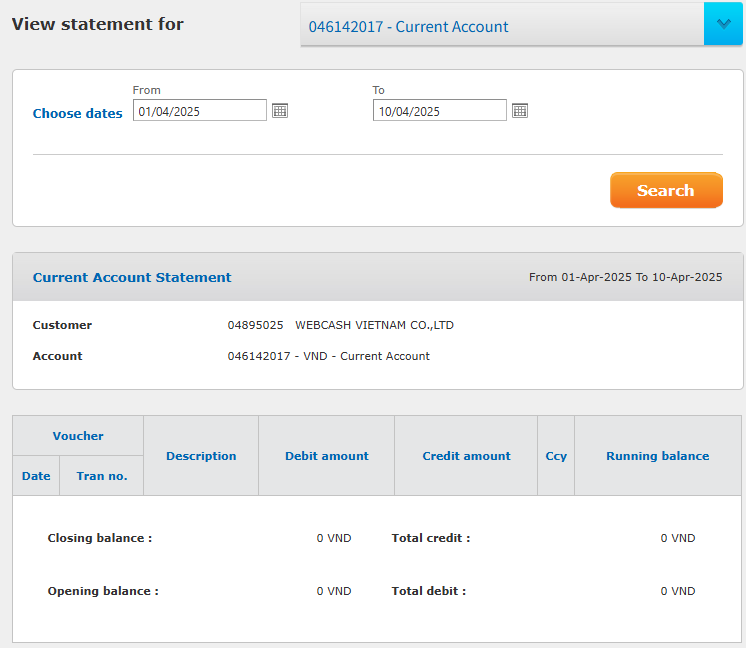 View statement for
046142017 - Current Account
From
To
Choose dates
01/04/2025
10/04/2025
Search
Current Account Statement
From 01-Apr-2025 To 10-Apr-2025
Customer
04895025 WEBCASH VIETNAM CO.,LTD
Account
046142017 - VND - Current Account
Voucher
Date
Tran no.
Description
Debit amount
Credit amount
Ccy
Running balance
Closing balance : 0 VND Total credit : 0 VND
Opening balance : 0 VND Total debit : 0 VND